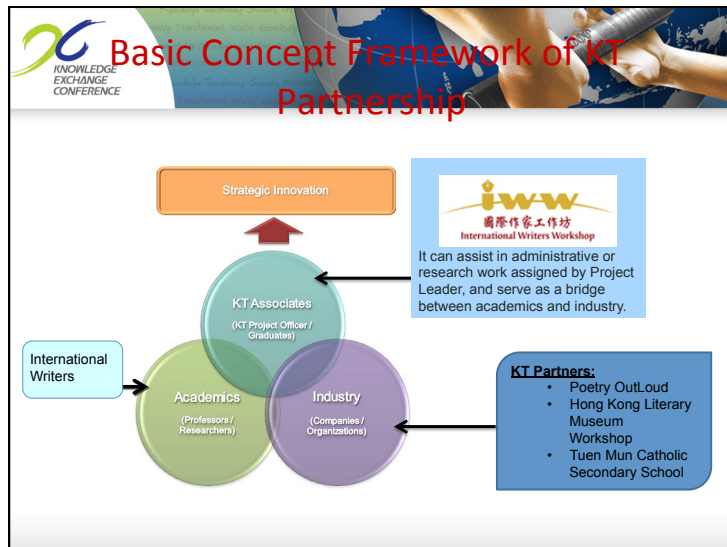 Basic Concept Framework of KT
Partnership
KNOWLEDGE
EXCHANGE
CONFERENCE
Strategic Innovation
iww
國際作家工作坊
International Writers Workshop
It can assist in administrative or
research work assigned by Project
Leader, and serve as a bridge
between academics and industry.
KT Associates
(KT Project Officer /
Graduates)
International
Writers
Academics
(Professors /
Researchers)
Industry
(Companies /
Organizations)
KT Partners:
• Poetry OutLoud
• Hong Kong Literary
Museum
Workshop
• Tuen Mun Catholic
Secondary School